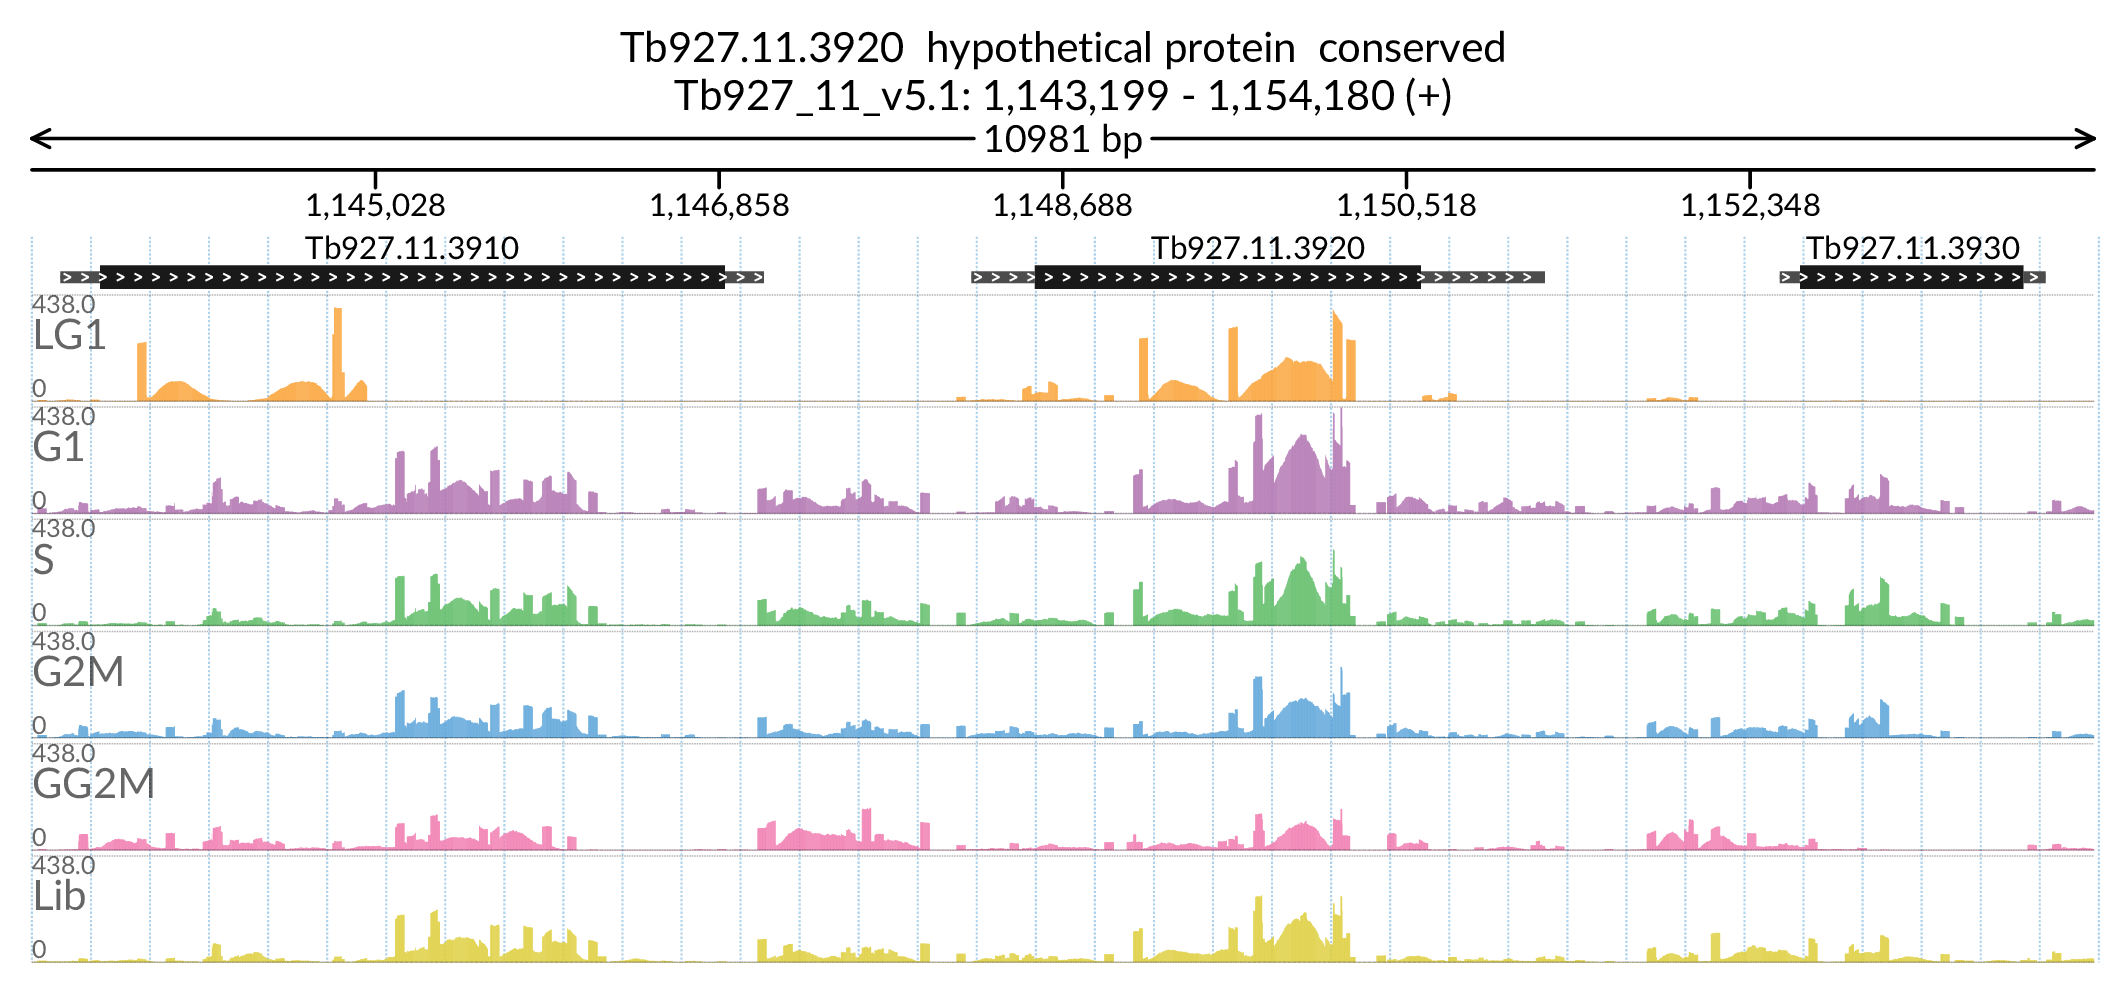 Tb927.11.3920 hypothetical protein conserved
Tb927_11_v5.1: 1,143,199 - 1,154,180 (+)
10981 bp
1,145,028 1,146,858 1,148,688 1,150,518 1,152,348
Tb927.11.3910 Tb927.11.3920 Tb927.11.3930
438.0
LG1
0
438.0
G1
0
438.0
S
0
438.0
G2M
0
438.0
GG2M
0
438.0
Lib
0